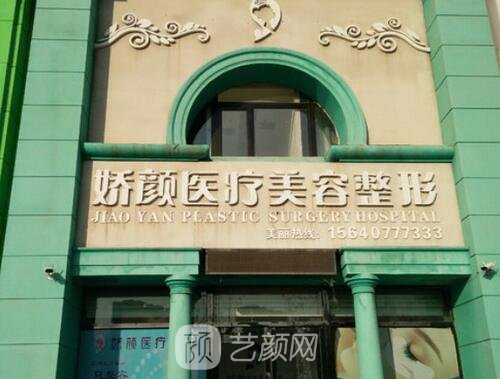 娇颜医疗美容整形
JIAO YAN PLASTIC SURGERY HOSPITAL
美丽热线: 15640777333
娇颜医疗
颜 艺颜网